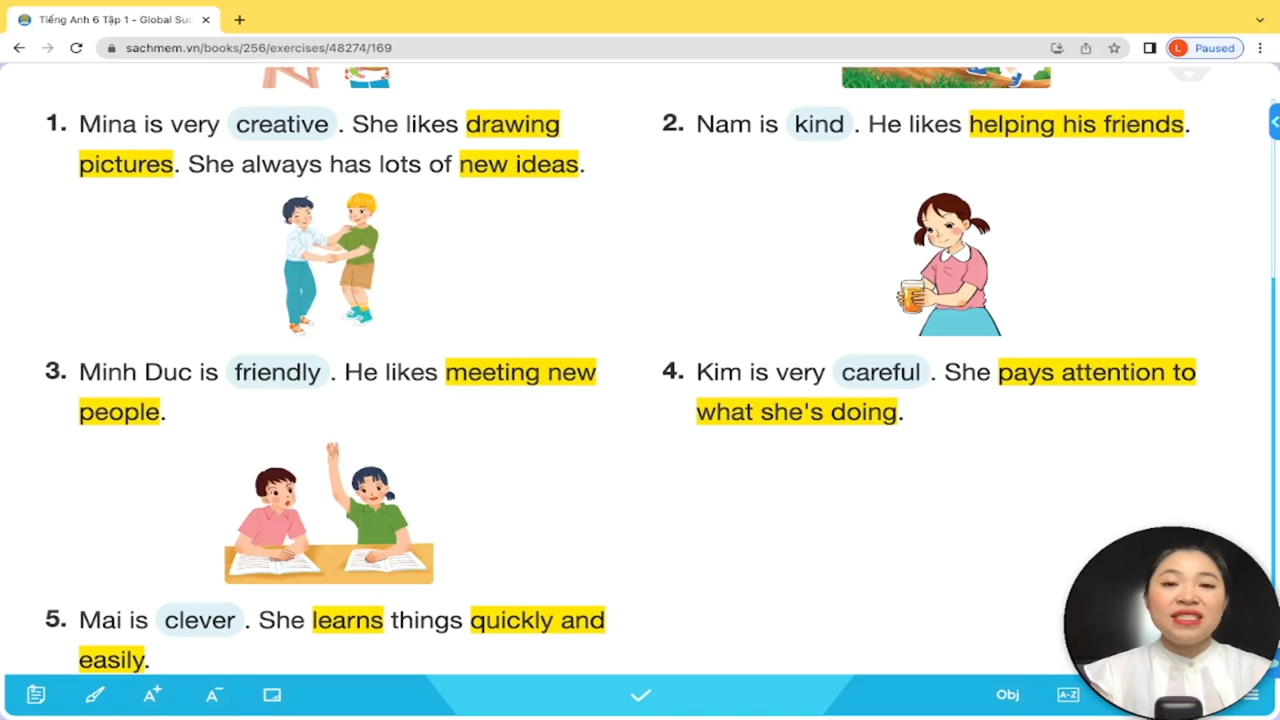 Tiếng Anh 6 Tập 1 - Global Suc
sachmem.vn/books/256/exercises/48274/169
L
Paused
1. Mina is very creative . She likes drawing
pictures. She always has lots of new ideas.
2. Nam is kind . He likes helping his friends.
3. Minh Duc is friendly . He likes meeting new
people.
4. Kim is very careful . She pays attention to
what she's doing.
5. Mai is clever . She learns things quickly and
easily.
A+
A-
Obj
A-Z